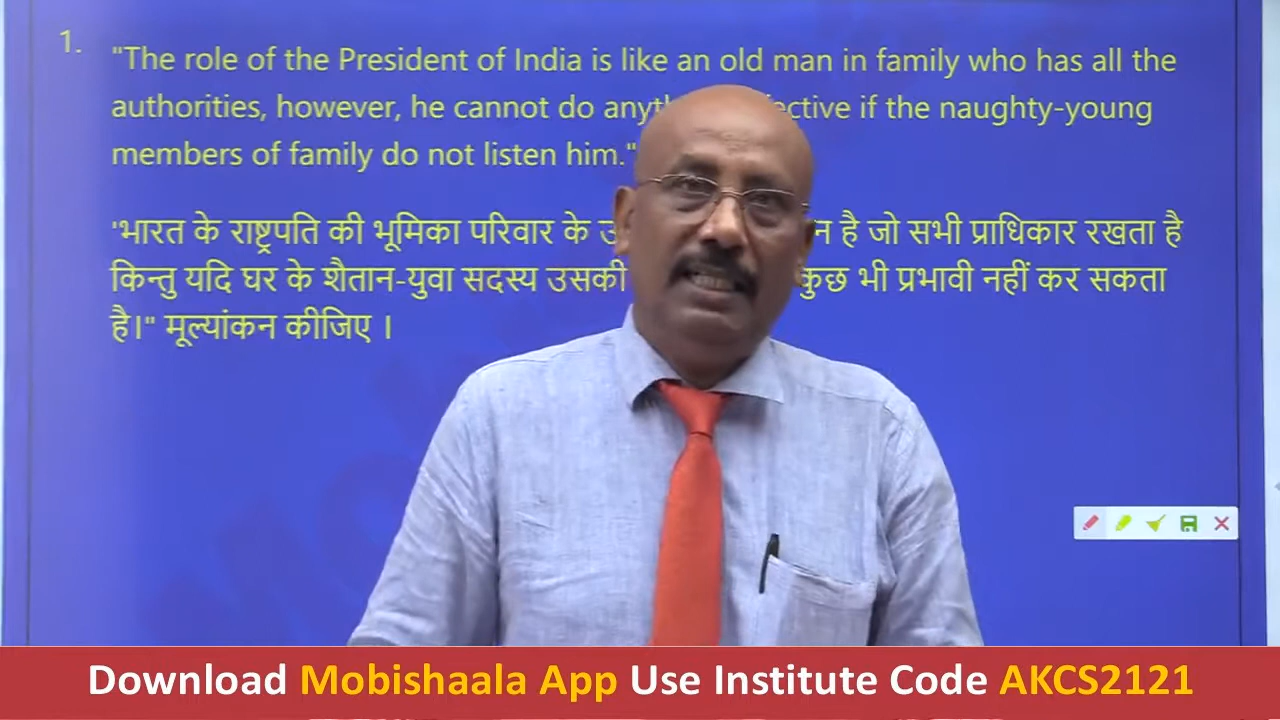 1.
"The role of the President of India is like an old man in family who has all the
authorities, however, he cannot do if the naughty-young
members of family do not listen him."
'भारत के राष्ट्रपति की भूमिका परिवार के है जो सभी प्राधिकार रखता है
किन्तु यदि घर के शैतान-युवा सदस्य उसकी कुछ भी प्रभावी नहीं कर सकता
है।" मूल्यांकन कीजिए ।
Download Mobishaala App Use Institute Code AKCS2121